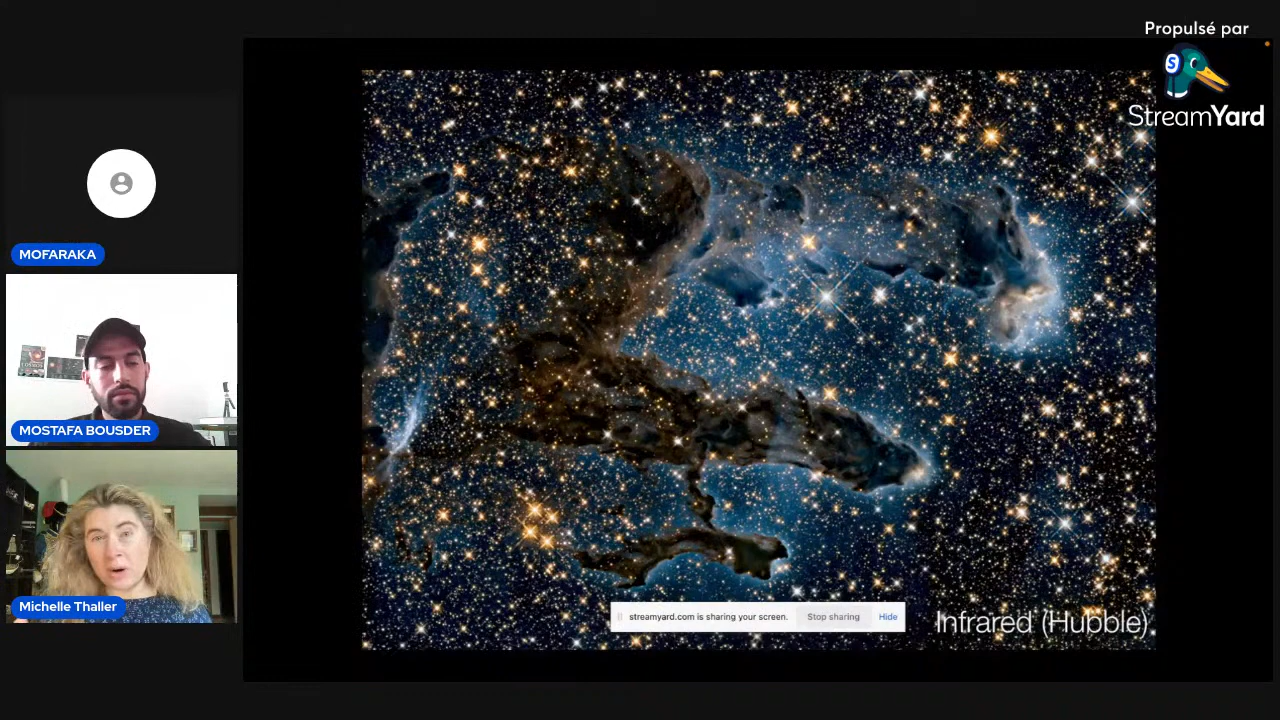 Propulsé par
StreamYard
MOFARAKA
MOSTAFA BOUSDER
Michelle Thaller
streamyard.com is sharing your screen. Stop sharing Hide
Infrared (Hubble)